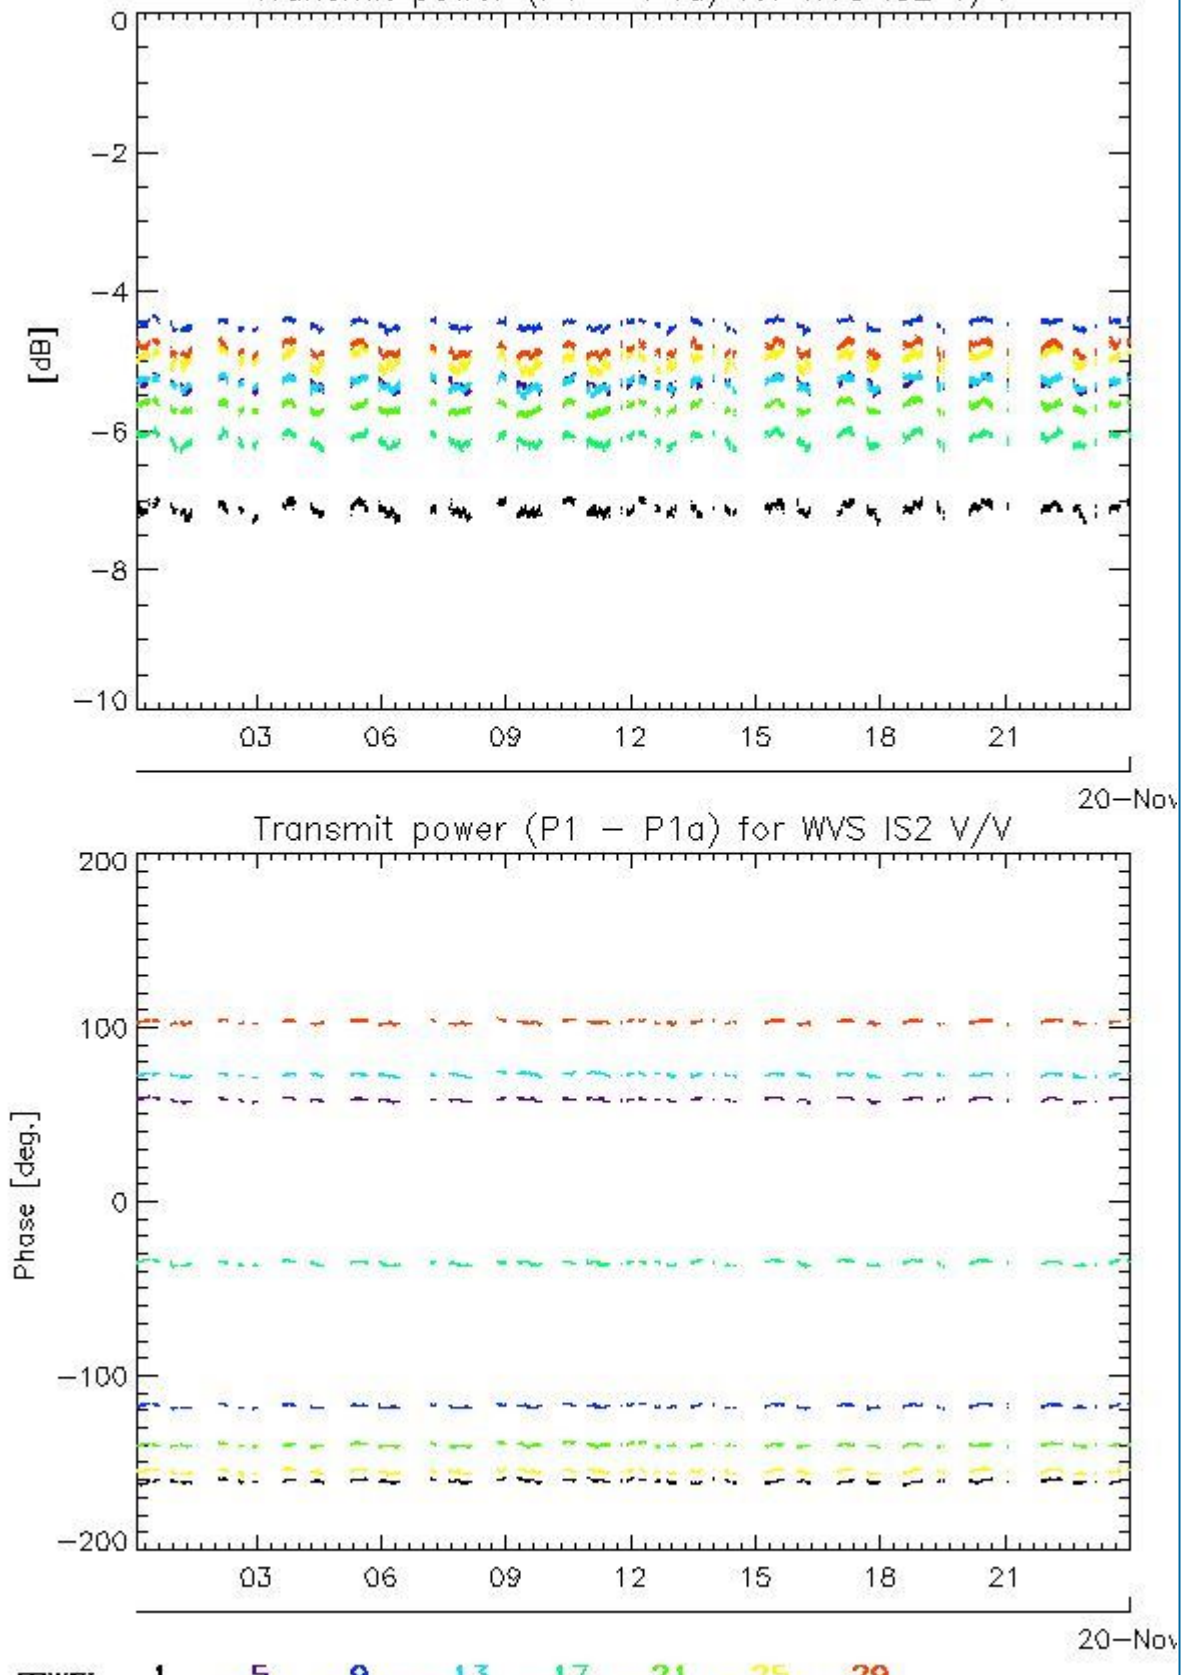 0
−2
−4
[dB]
−6
−8
−10
03 06 09 12 15 18 21
20−Nov
Transmit power (P1 − P1a) for WVS IS2 V/V
200
100
Phase [deg.]
0
−100
−200
03 06 09 12 15 18 21
20−Nov
1 5 9 13 17 21 25 29